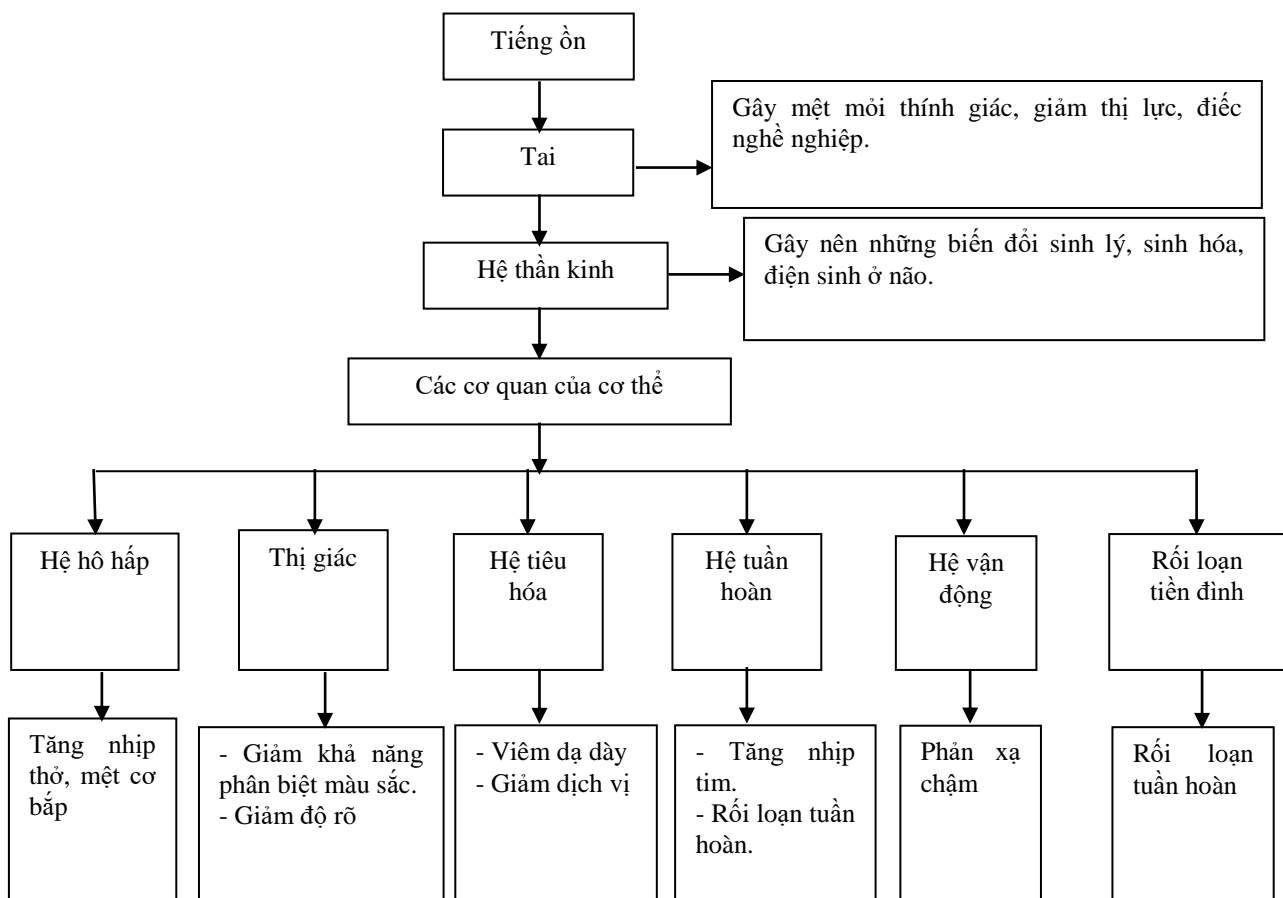 Tiếng ồn
Gây mệt mỏi thính giác, giảm thị lực, điếc
nghề nghiệp.
Tai
Gây nên những biến đổi sinh lý, sinh hóa,
điện sinh ở não.
Hệ thần kinh
Các cơ quan của cơ thể
Hệ hô hấp
Thị giác
Hệ tiêu
hóa
Hệ tuần
hoàn
Hệ vận
động
Rối loạn
tiền đình
Tăng nhịp
thở, mệt cơ
bắp
- Giảm khả năng
phân biệt màu sắc.
- Giảm độ rõ
- Viêm dạ dày
- Giảm dịch vị
- Tăng nhịp
tim.
- Rối loạn tuần
hoàn.
Phản xạ
chậm
Rối loạn
tuần hoàn